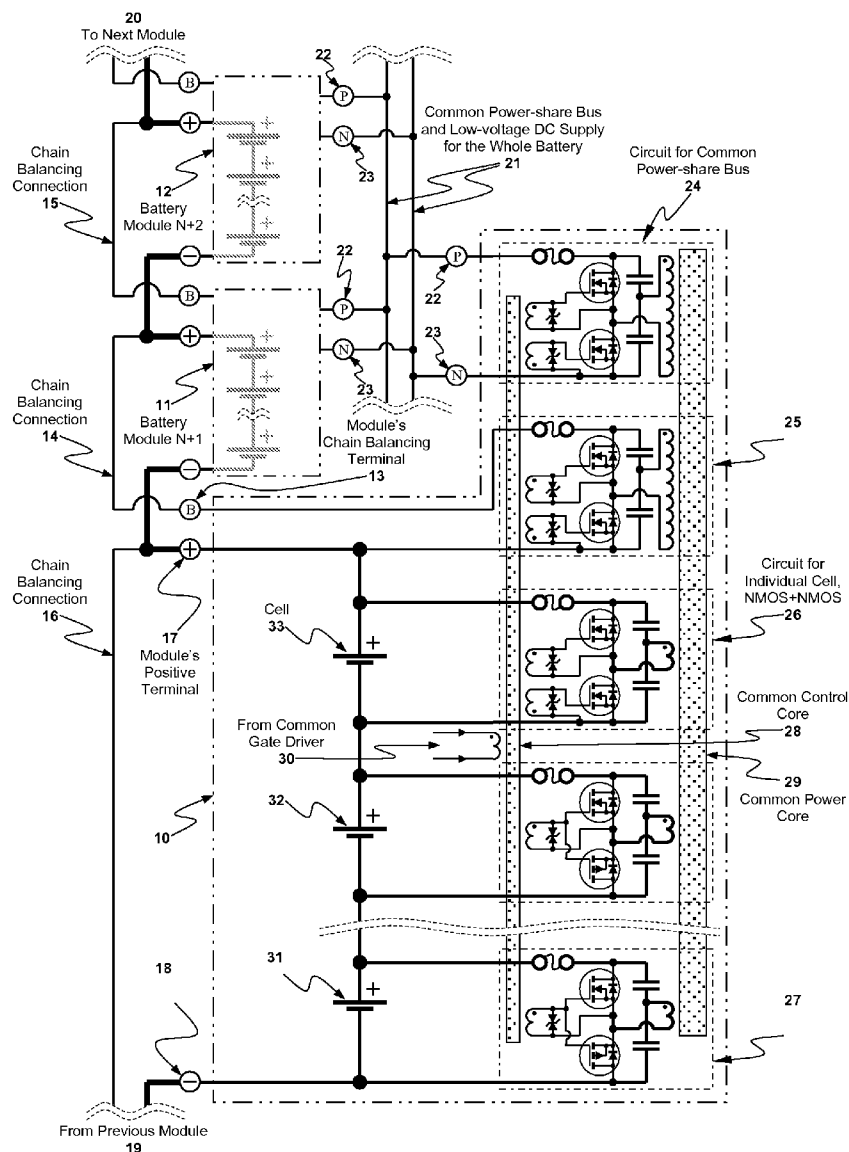 20
To Next Module
B
P
22
+
N
23
Chain
Balancing
Connection
15
12
Battery
Module N+2
Common Power-share Bus
and Low-voltage DC Supply
for the Whole Battery
21
Circuit for Common
Power-share Bus
24
−
22
P
22
B
P
+
N
23
23
N
Chain
Balancing
Connection
14
11
Battery
Module N+1
−
Module's
Chain Balancing
Terminal
13
B
25
+
Chain
Balancing
Connection
16
17
Module's
Positive
Terminal
Cell
33
+
Circuit for
Individual Cell,
NMOS+NMOS
26
From Common
Gate Driver
30
Common Control
Core
28
29
Common Power
Core
32
+
10
31
+
18
−
27
From Previous Module
19